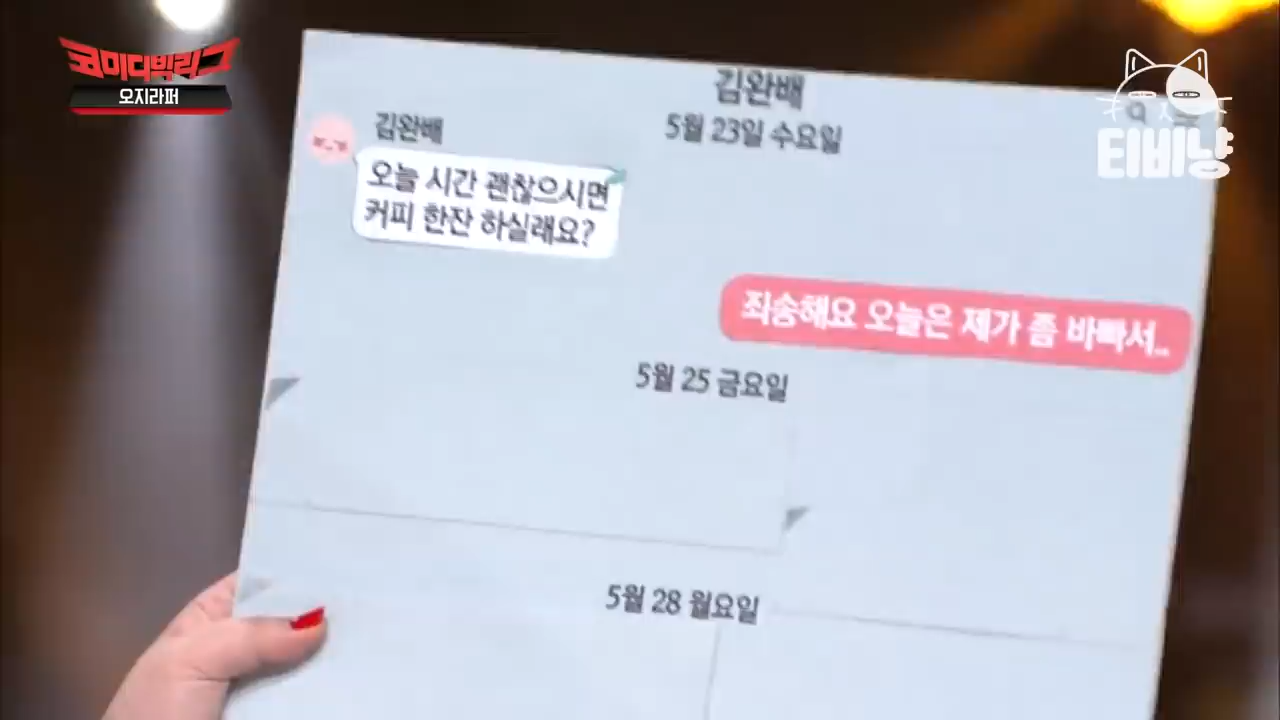 코미디빅리그
오지라퍼
티비냥
김완배
5월 23일 수요일
김완배
오늘 시간 괜찮으시면
커피 한잔 하실래요?
죄송해요 오늘은 제가 좀 바빠서..
5월 25 금요일
5월 28 월요일